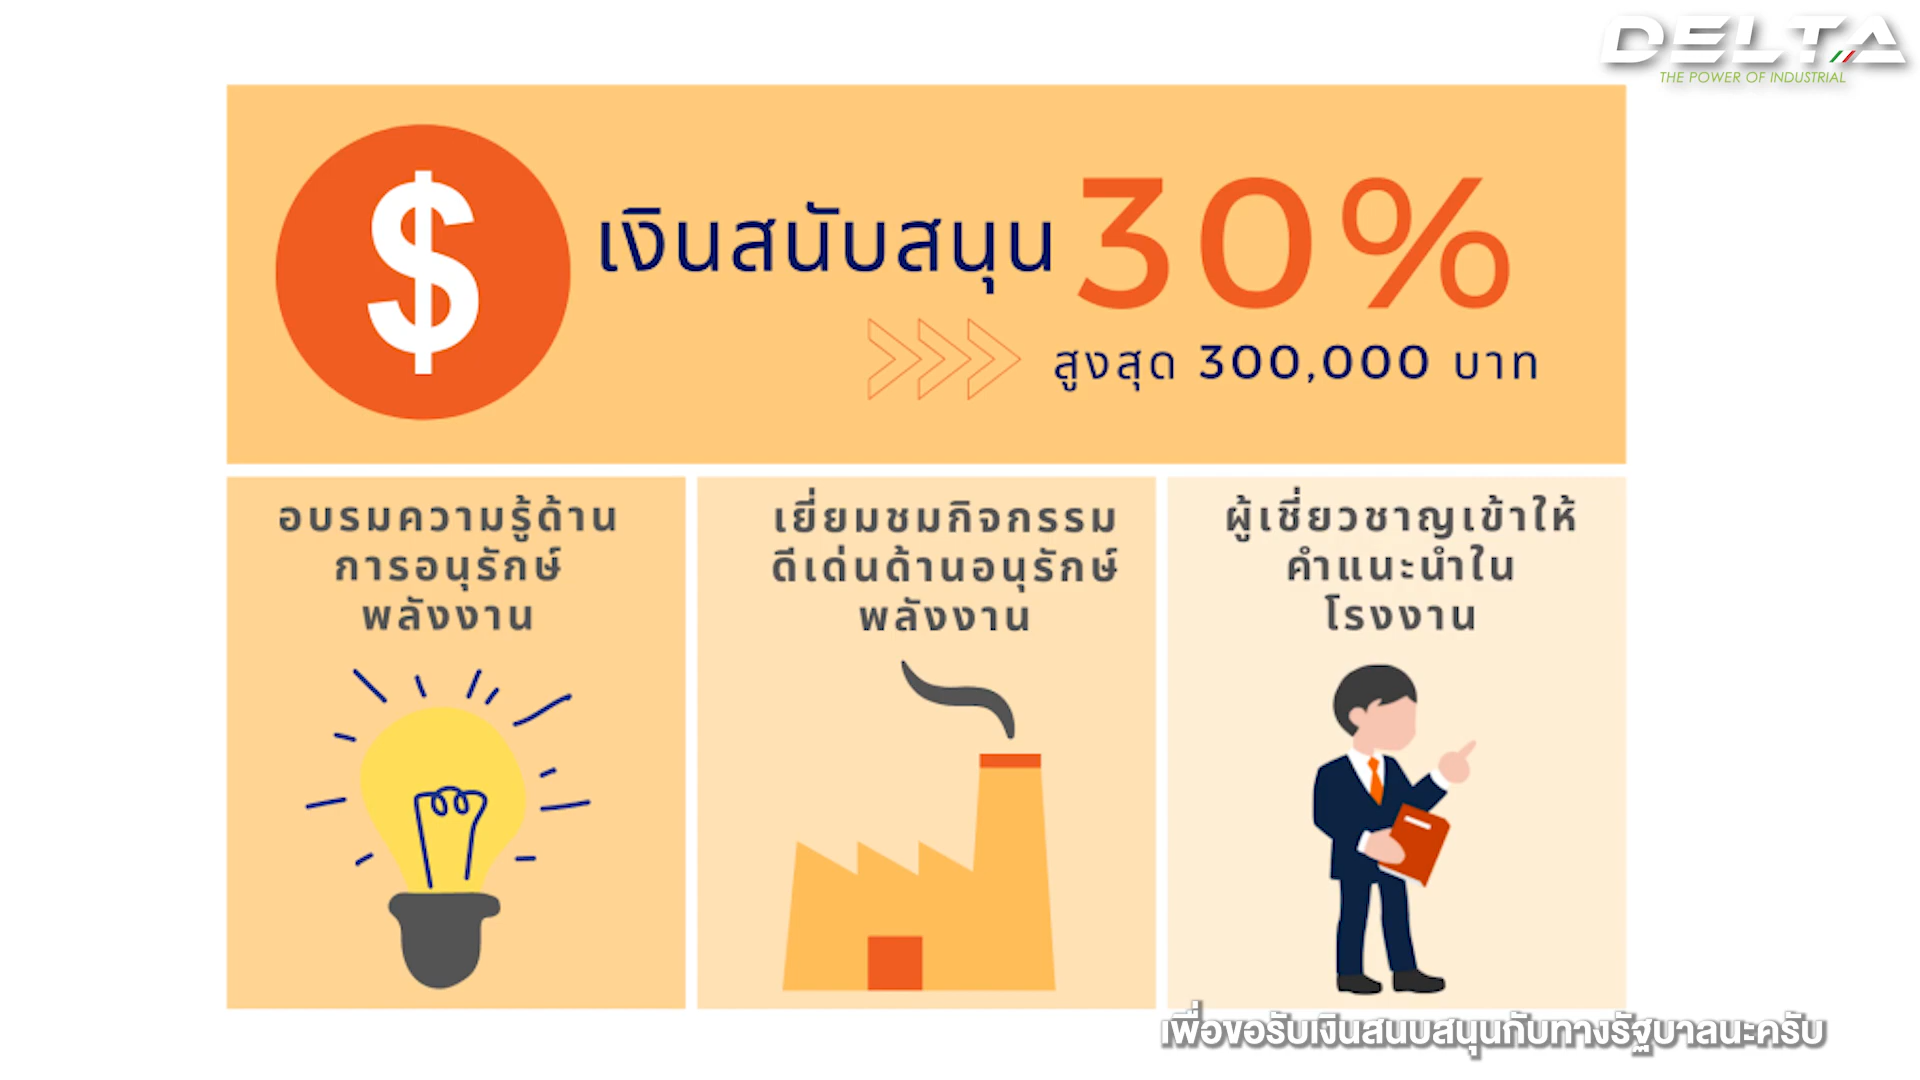 DELTA
THE POWER OF INDUSTRIAL
$
เงินสนับสนุน 30%
สูงสุด 300,000 บาท
อบรมความรู้ด้าน
การอนุรักษ์
พลังงาน
เยี่ยมชมกิจกรรม
ดีเด่นด้านอนุรักษ์
พลังงาน
ผู้เชี่ยวชาญเข้าให้
คำแนะนำใน
โรงงาน
เพื่อขอรับเงินสนบสนุนกับทางรัฐบาลนะครับ